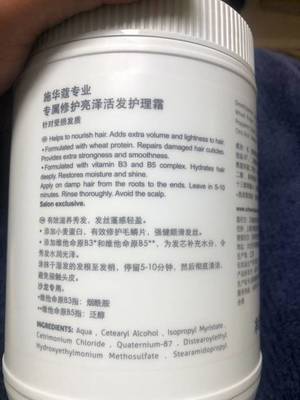 施华蔻专业
专属修护亮泽活发护理霜
针对受损发质
• Helps to nourish hair. Adds extra volume and lightness to hair.
• Formulated with wheat protein. Repairs damaged hair cuticles.
Provides extra strongness and smoothness.
• Formulated with vitamin B3 and B5 complex. Hydrates hair
deeply. Restores moisture and shine.
Apply on damp hair from the roots to the ends. Leave in 5-10
minutes. Rinse thoroughly. Avoid the scalp.
Salon exclusive.
• 有效滋养秀发，发丝蓬感轻盈。
• 添加小麦蛋白，有效修护毛鳞片，强健顺滑发丝。
• 添加维他命原B3*和维他命原B5**，为发芯补充水分，令
秀发水润光泽。
涂抹于湿发的发根至发梢，停留5-10分钟，然后彻底清洁，
避免接触头皮。
沙龙专用。
*维他命原B3指：烟酰胺
**维他命原B5指：泛醇
INGREDIENTS: Aqua , Cetearyl Alcohol , Isopropyl Myristate ,
Cetrimonium Chloride , Quaternium-87 , Distearoylethyl
Hydroxyethylmonium Methosulfate , Stearamidopropyl